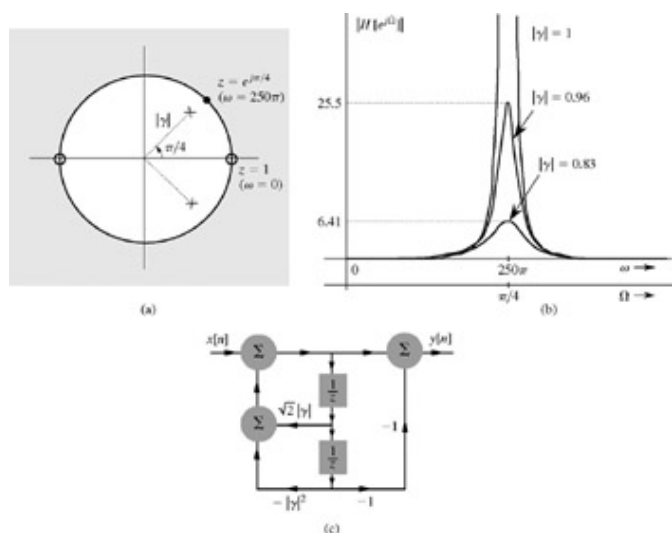 z = e^{jπ/4}
(ω = 250π)
|γ|
π/4
z = 1
(ω = 0)
(a)
|H[e^{jΩ}]|
|γ| = 1
25.5
|γ| = 0.96
|γ| = 0.83
6.41
0
250π
ω
π/4
Ω
(b)
x[n]
Σ
Σ
y[n]
1/z
√2 |γ|
Σ
−1
1/z
− |γ|²
−1
(c)